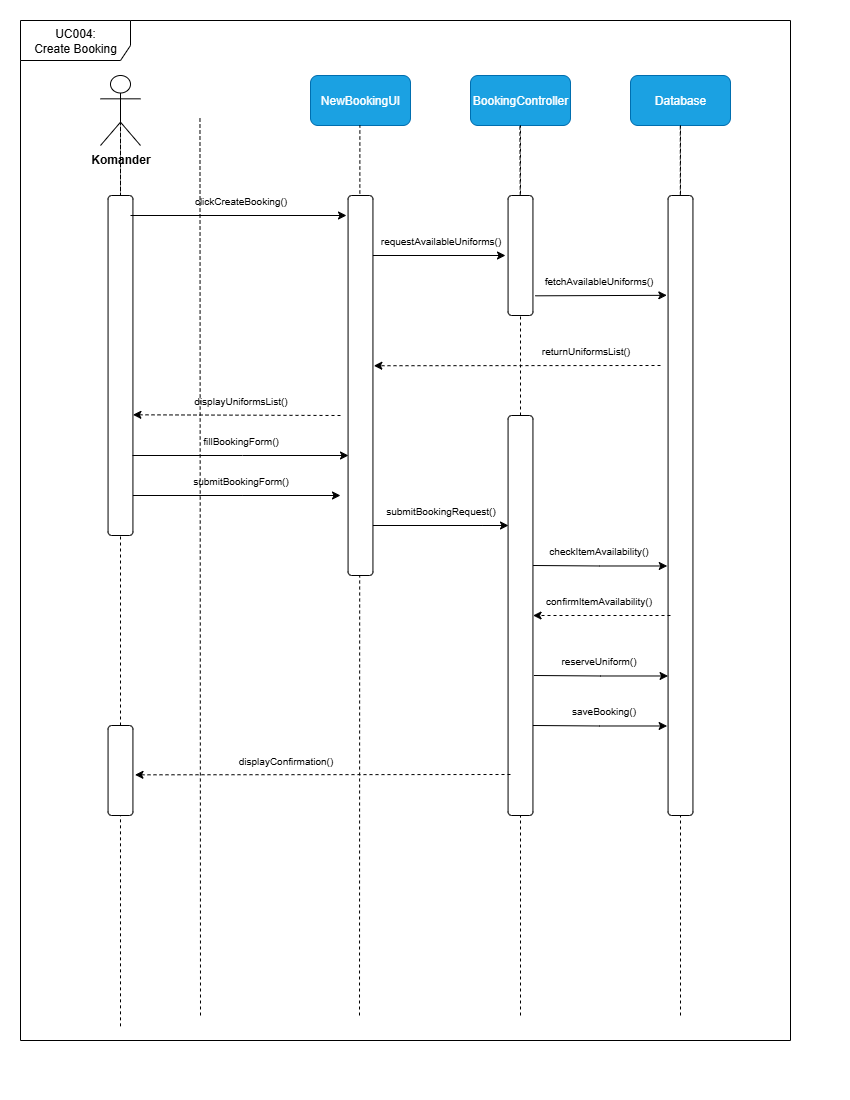 UC004:
Create Booking
Komander
NewBookingUI
BookingController
Database
clickCreateBooking()
requestAvailableUniforms()
fetchAvailableUniforms()
returnUniformsList()
displayUniformsList()
fillBookingForm()
submitBookingForm()
submitBookingRequest()
checkItemAvailability()
confirmItemAvailability()
reserveUniform()
saveBooking()
displayConfirmation()